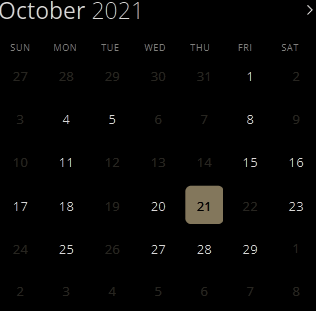 October 2021 >
SUN MON TUE WED THU FRI SAT
27 28 29 30 31 1 2
3 4 5 6 7 8 9
10 11 12 13 14 15 16
17 18 19 20 21 22 23
24 25 26 27 28 29 1
2 3 4 5 6 7 8